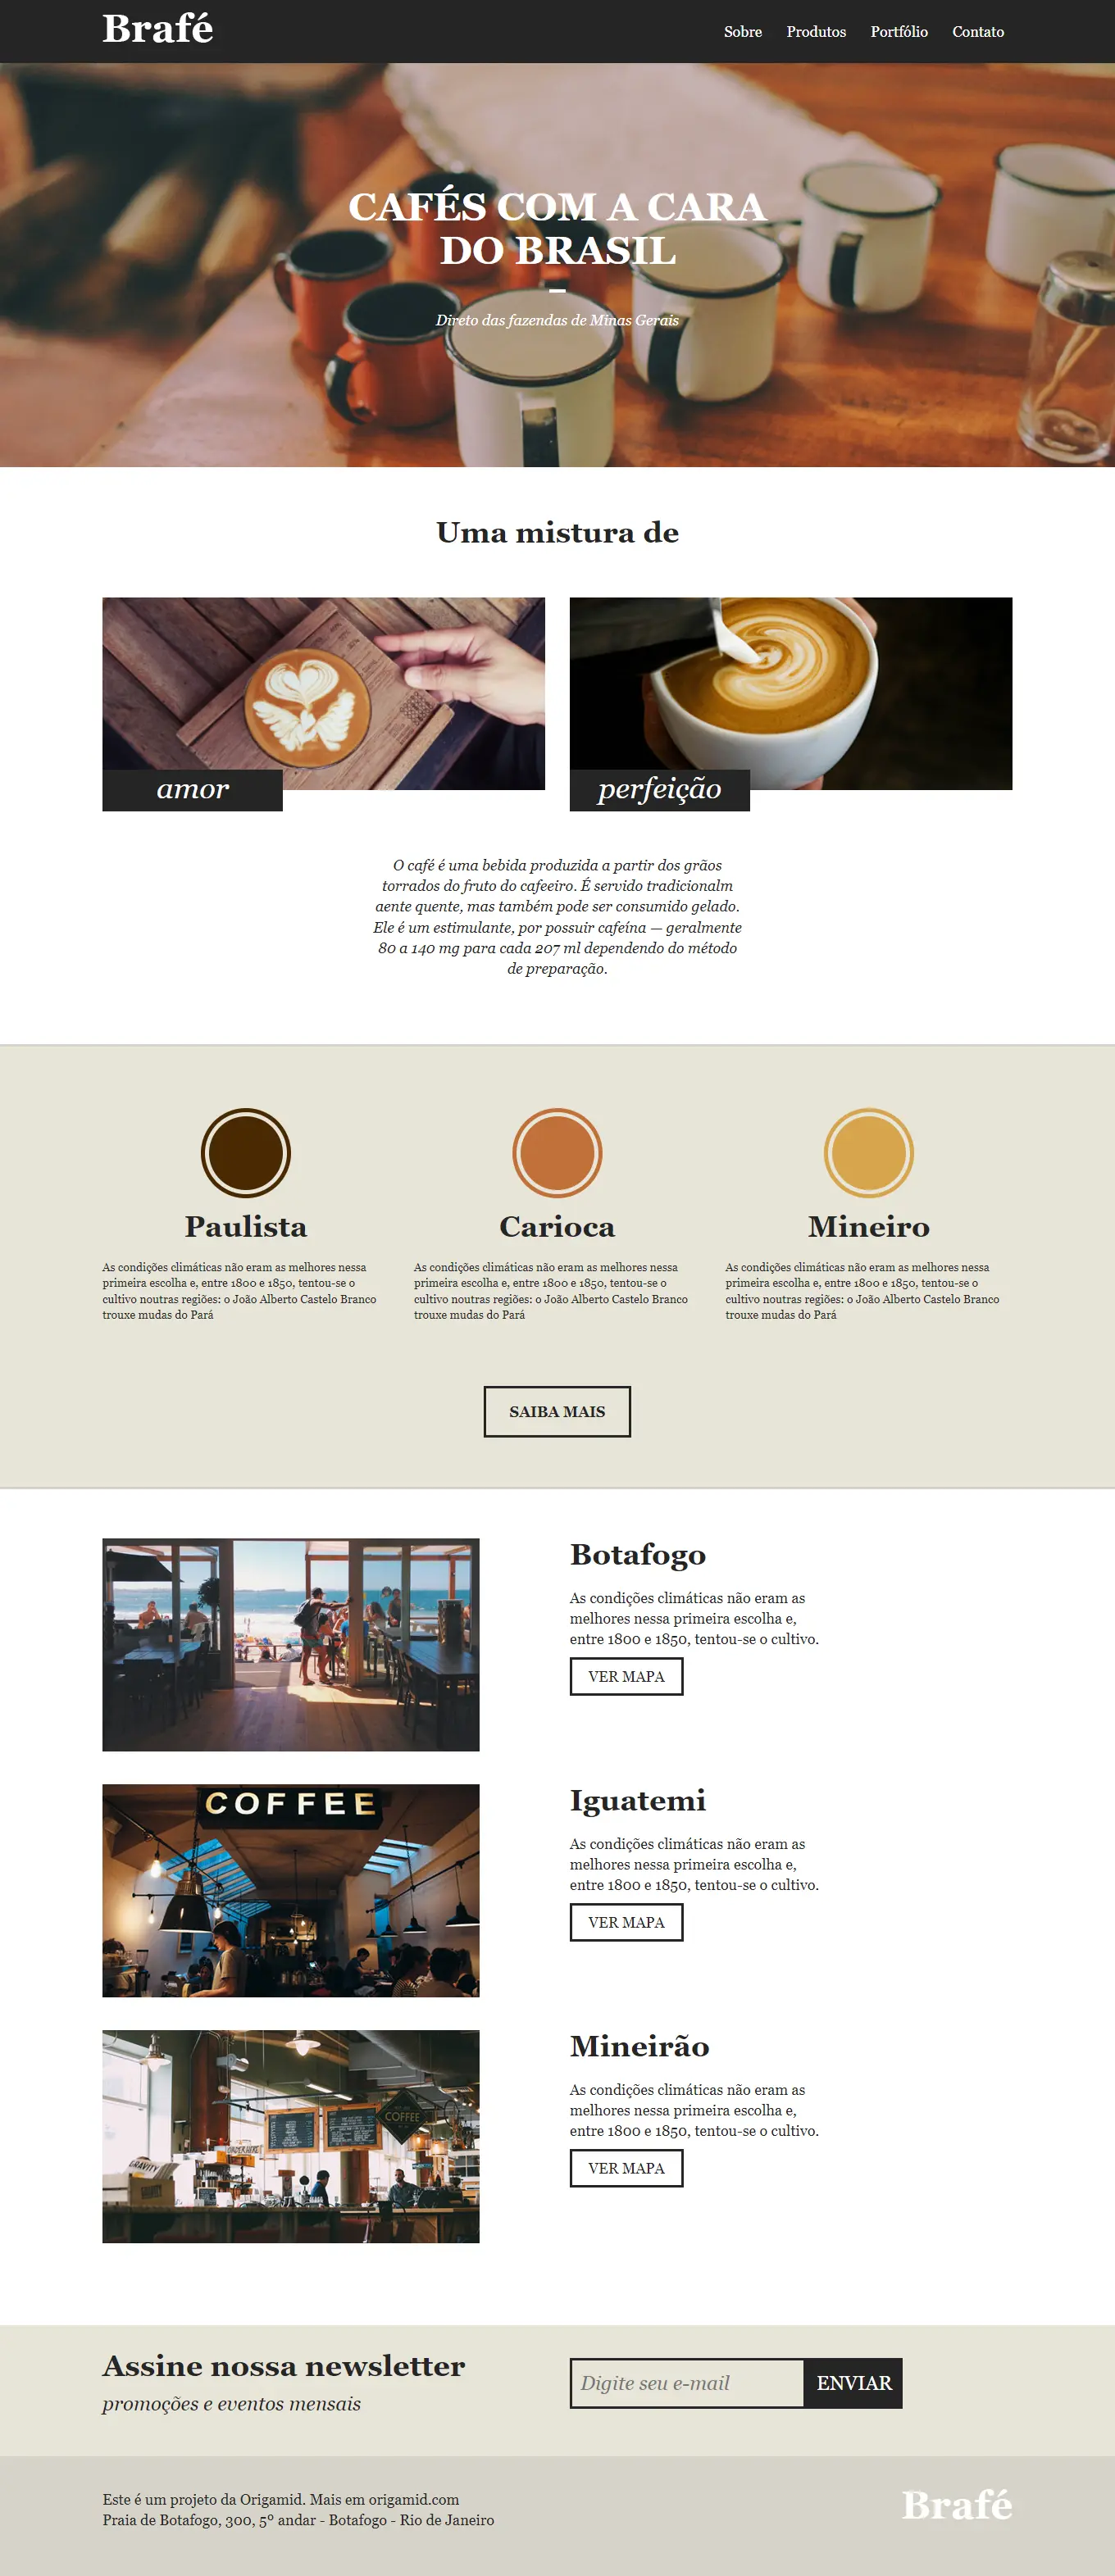 Brafé
Sobre Produtos Portfólio Contato
CAFÉS COM A CARA
DO BRASIL
Direto das fazendas de Minas Gerais
Uma mistura de
amor
perfeição
O café é uma bebida produzida a partir dos grãos
torrados do fruto do cafeeiro. É servido tradicionalm
aente quente, mas também pode ser consumido gelado.
Ele é um estimulante, por possuir cafeína — geralmente
80 a 140 mg para cada 207 ml dependendo do método
de preparação.
Paulista
As condições climáticas não eram as melhores nessa
primeira escolha e, entre 1800 e 1850, tentou-se o
cultivo noutras regiões: o João Alberto Castelo Branco
trouxe mudas do Pará
Carioca
As condições climáticas não eram as melhores nessa
primeira escolha e, entre 1800 e 1850, tentou-se o
cultivo noutras regiões: o João Alberto Castelo Branco
trouxe mudas do Pará
Mineiro
As condições climáticas não eram as melhores nessa
primeira escolha e, entre 1800 e 1850, tentou-se o
cultivo noutras regiões: o João Alberto Castelo Branco
trouxe mudas do Pará
SAIBA MAIS
Botafogo
As condições climáticas não eram as
melhores nessa primeira escolha e,
entre 1800 e 1850, tentou-se o cultivo.
VER MAPA
COFFEE
Iguatemi
As condições climáticas não eram as
melhores nessa primeira escolha e,
entre 1800 e 1850, tentou-se o cultivo.
VER MAPA
COFFEE
ORDER HERE
GRAVITY
Mineirão
As condições climáticas não eram as
melhores nessa primeira escolha e,
entre 1800 e 1850, tentou-se o cultivo.
VER MAPA
Assine nossa newsletter
promoções e eventos mensais
Digite seu e-mail
ENVIAR
Este é um projeto da Origamid. Mais em origamid.com
Praia de Botafogo, 300, 5º andar - Botafogo - Rio de Janeiro
Brafé